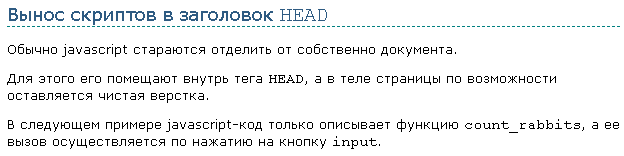 Вынос скриптов в заголовок HEAD
Обычно javascript стараются отделить от собственно документа.
Для этого его помещают внутрь тега HEAD, а в теле страницы по возможности
оставляется чистая верстка.
В следующем примере javascript-код только описывает функцию count_rabbits, а ее
вызов осуществляется по нажатию на кнопку input.